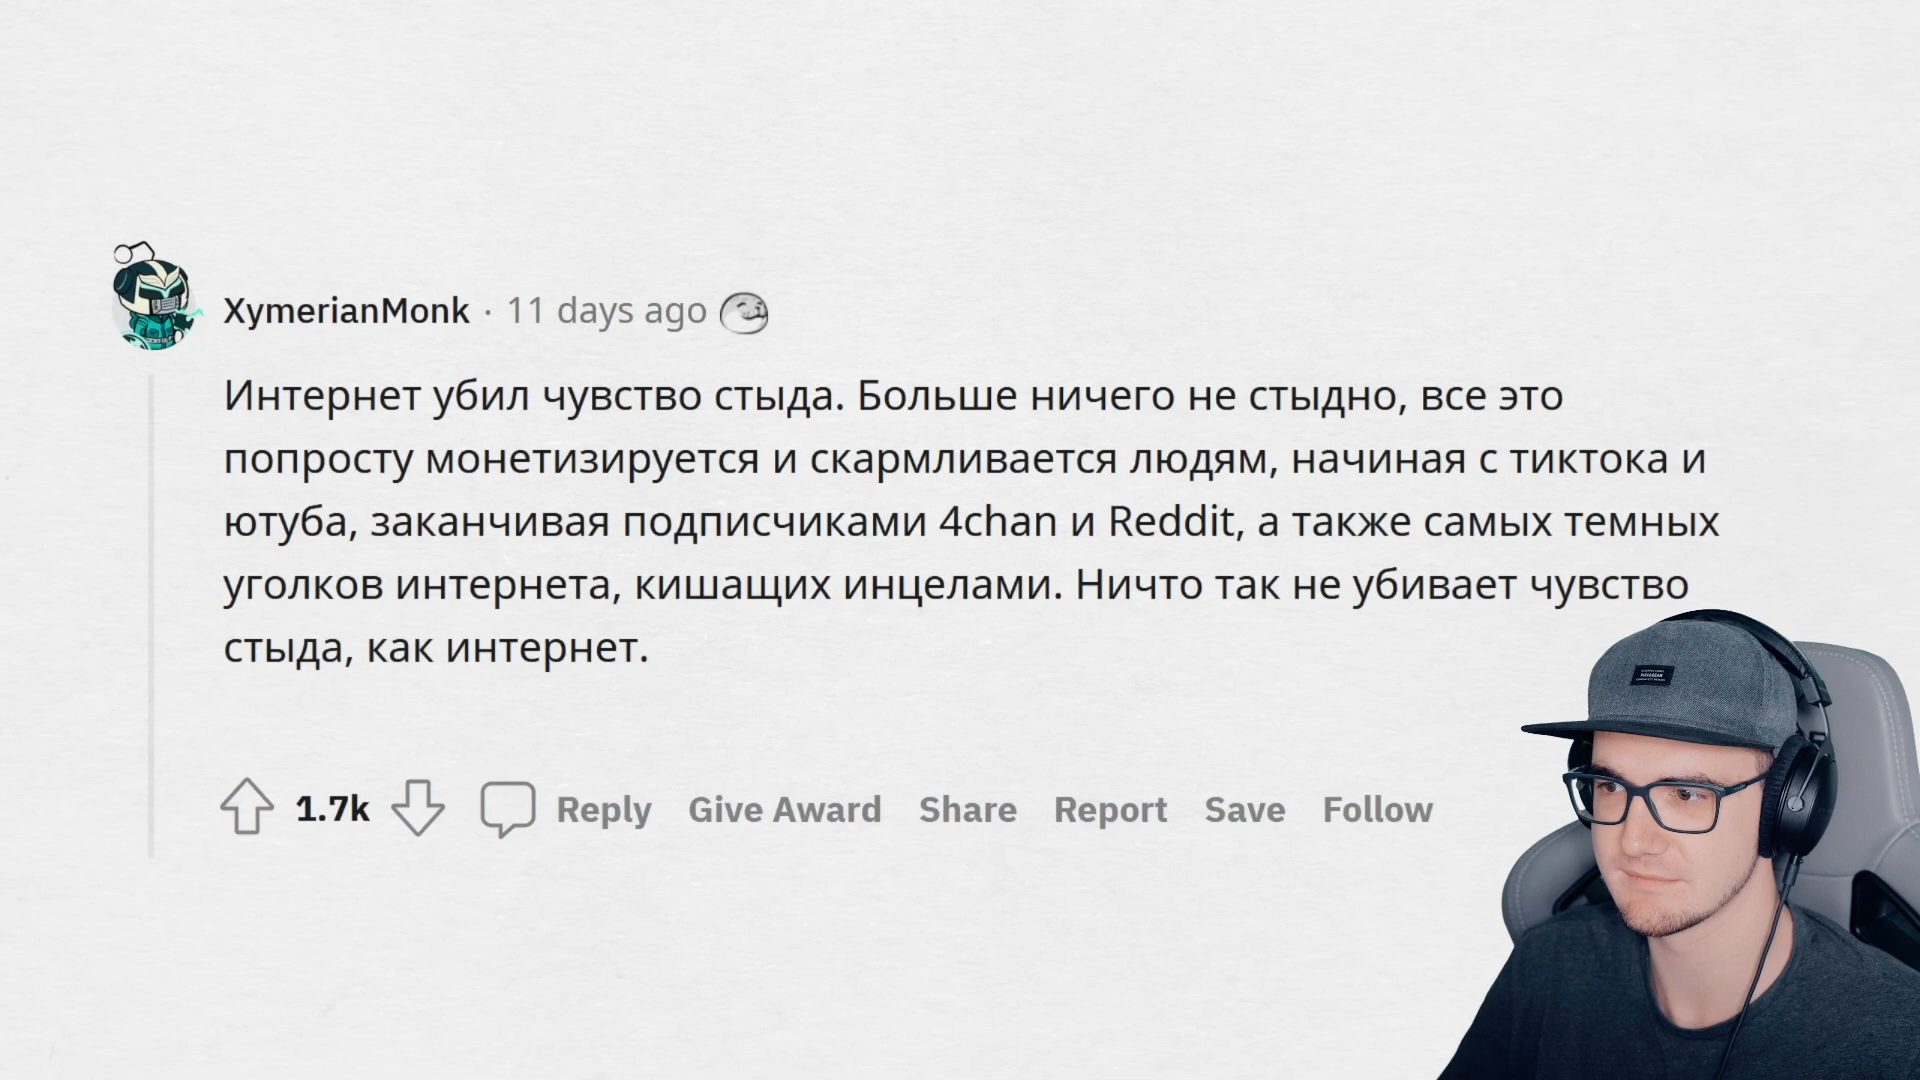 XymerianMonk · 11 days ago
Интернет убил чувство стыда. Больше ничего не стыдно, все это
попросту монетизируется и скармливается людям, начиная с тиктока и
ютуба, заканчивая подписчиками 4chan и Reddit, а также самых темных
уголков интернета, кишащих инцелами. Ничто так не убивает чувство
стыда, как интернет.
1.7k Reply Give Award Share Report Save Follow